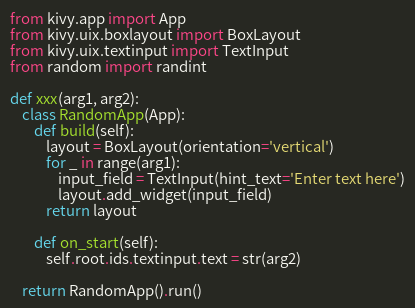 from kivy.app import App
from kivy.uix.boxlayout import BoxLayout
from kivy.uix.textinput import TextInput
from random import randint

def xxx(arg1, arg2):
    class RandomApp(App):
        def build(self):
            layout = BoxLayout(orientation='vertical')
            for _ in range(arg1):
                input_field = TextInput(hint_text='Enter text here')
                layout.add_widget(input_field)
            return layout

        def on_start(self):
            self.root.ids.textinput.text = str(arg2)

    return RandomApp().run()